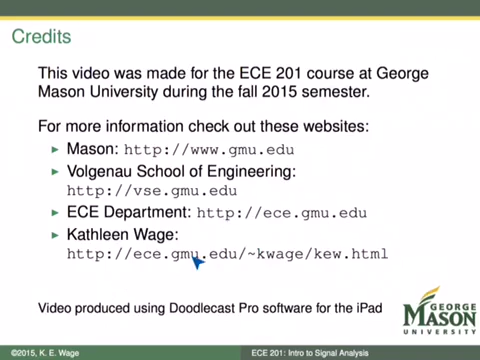 Credits
This video was made for the ECE 201 course at George
Mason University during the fall 2015 semester.
For more information check out these websites:
Mason: http://www.gmu.edu
Volgenau School of Engineering:
http://vse.gmu.edu
ECE Department: http://ece.gmu.edu
Kathleen Wage:
http://ece.gmu.edu/~kwage/kew.html
Video produced using Doodlecast Pro software for the iPad
GEORGE
MASON
UNIVERSITY
©2015, K. E. Wage
ECE 201: Intro to Signal Analysis